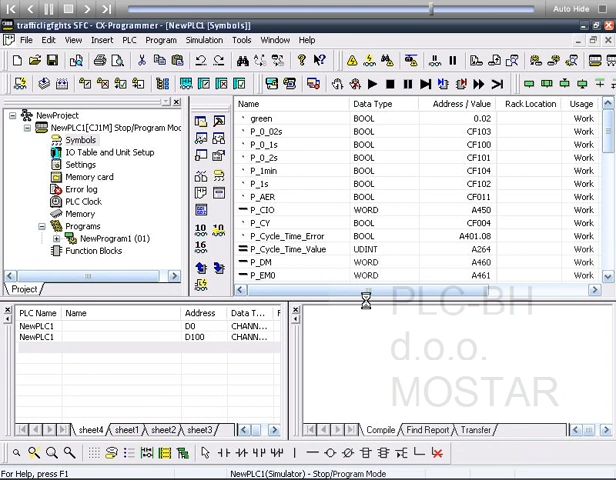 Auto Hide
trafficligfghts SFC - CX-Programmer - [NewPLC1 [Symbols]]
File Edit View Insert PLC Program Simulation Tools Window Help
NewProject
NewPLC1[CJ1M] Stop/Program Mod
Symbols
IO Table and Unit Setup
Settings
Memory card
Error log
PLC Clock
Memory
Programs
NewProgram1 (01)
Function Blocks
Project
10
16
Name Data Type Address / Value Rack Location Usage
green BOOL 0.02 Work
P_0_02s BOOL CF103 Work
P_0_1s BOOL CF100 Work
P_0_2s BOOL CF101 Work
P_1min BOOL CF104 Work
P_1s BOOL CF102 Work
P_AER BOOL CF011 Work
P_CIO WORD A450 Work
P_CY BOOL CF004 Work
P_Cycle_Time_Error BOOL A401.08 Work
P_Cycle_Time_Value UDINT A264 Work
P_DM WORD A460 Work
P_EM0 WORD A461 Work
PLC Name Name Address Data T... F
NewPLC1 D0 CHANN...
NewPLC1 D100 CHANN...
sheet4 sheet1 sheet2 sheet3
PLC-BH
d.o.o.
MOSTAR
Compile Find Report Transfer
For Help, press F1
NewPLC1(Simulator) - Stop/Program Mode